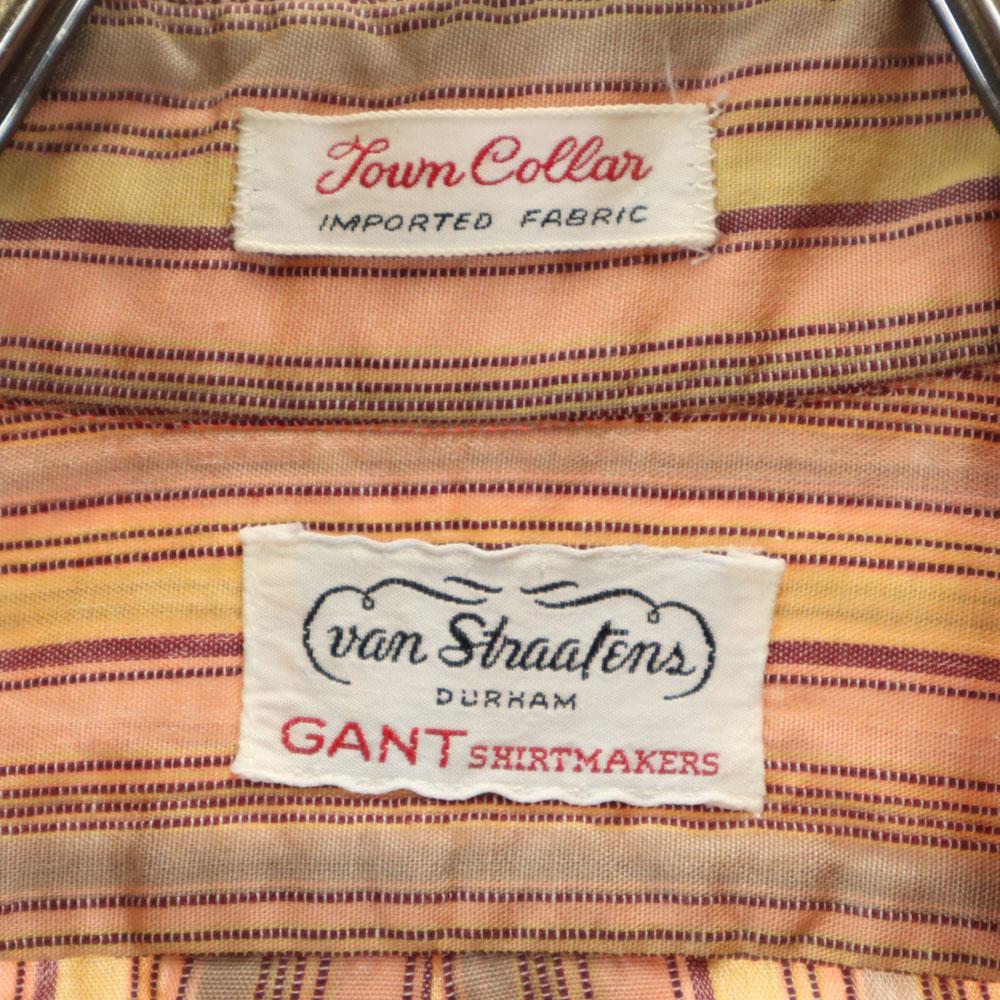 Town Collar
IMPORTED FABRIC
van Straatens
DURHAM
GANT SHIRTMAKERS